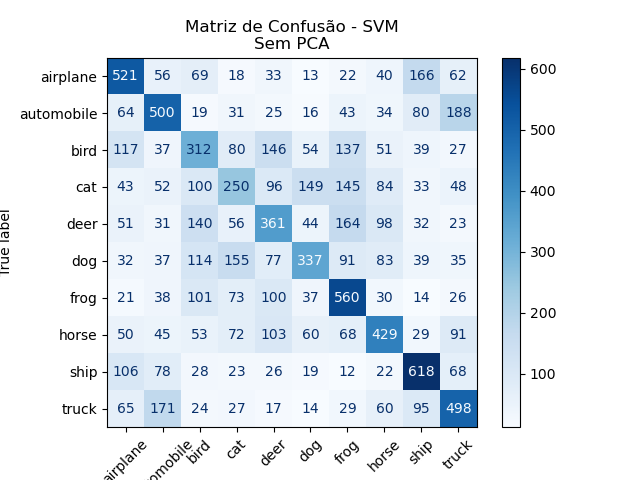 Matriz de Confusão - SVM
Sem PCA
airplane 521 56 69 18 33 13 22 40 166 62
automobile 64 500 19 31 25 16 43 34 80 188
bird 117 37 312 80 146 54 137 51 39 27
cat 43 52 100 250 96 149 145 84 33 48
deer 51 31 140 56 361 44 164 98 32 23
dog 32 37 114 155 77 337 91 83 39 35
frog 21 38 101 73 100 37 560 30 14 26
horse 50 45 53 72 103 60 68 429 29 91
ship 106 78 28 23 26 19 12 22 618 68
truck 65 171 24 27 17 14 29 60 95 498
True label
airplane omobile bird cat deer dog frog horse ship truck
600
500
400
300
200
100